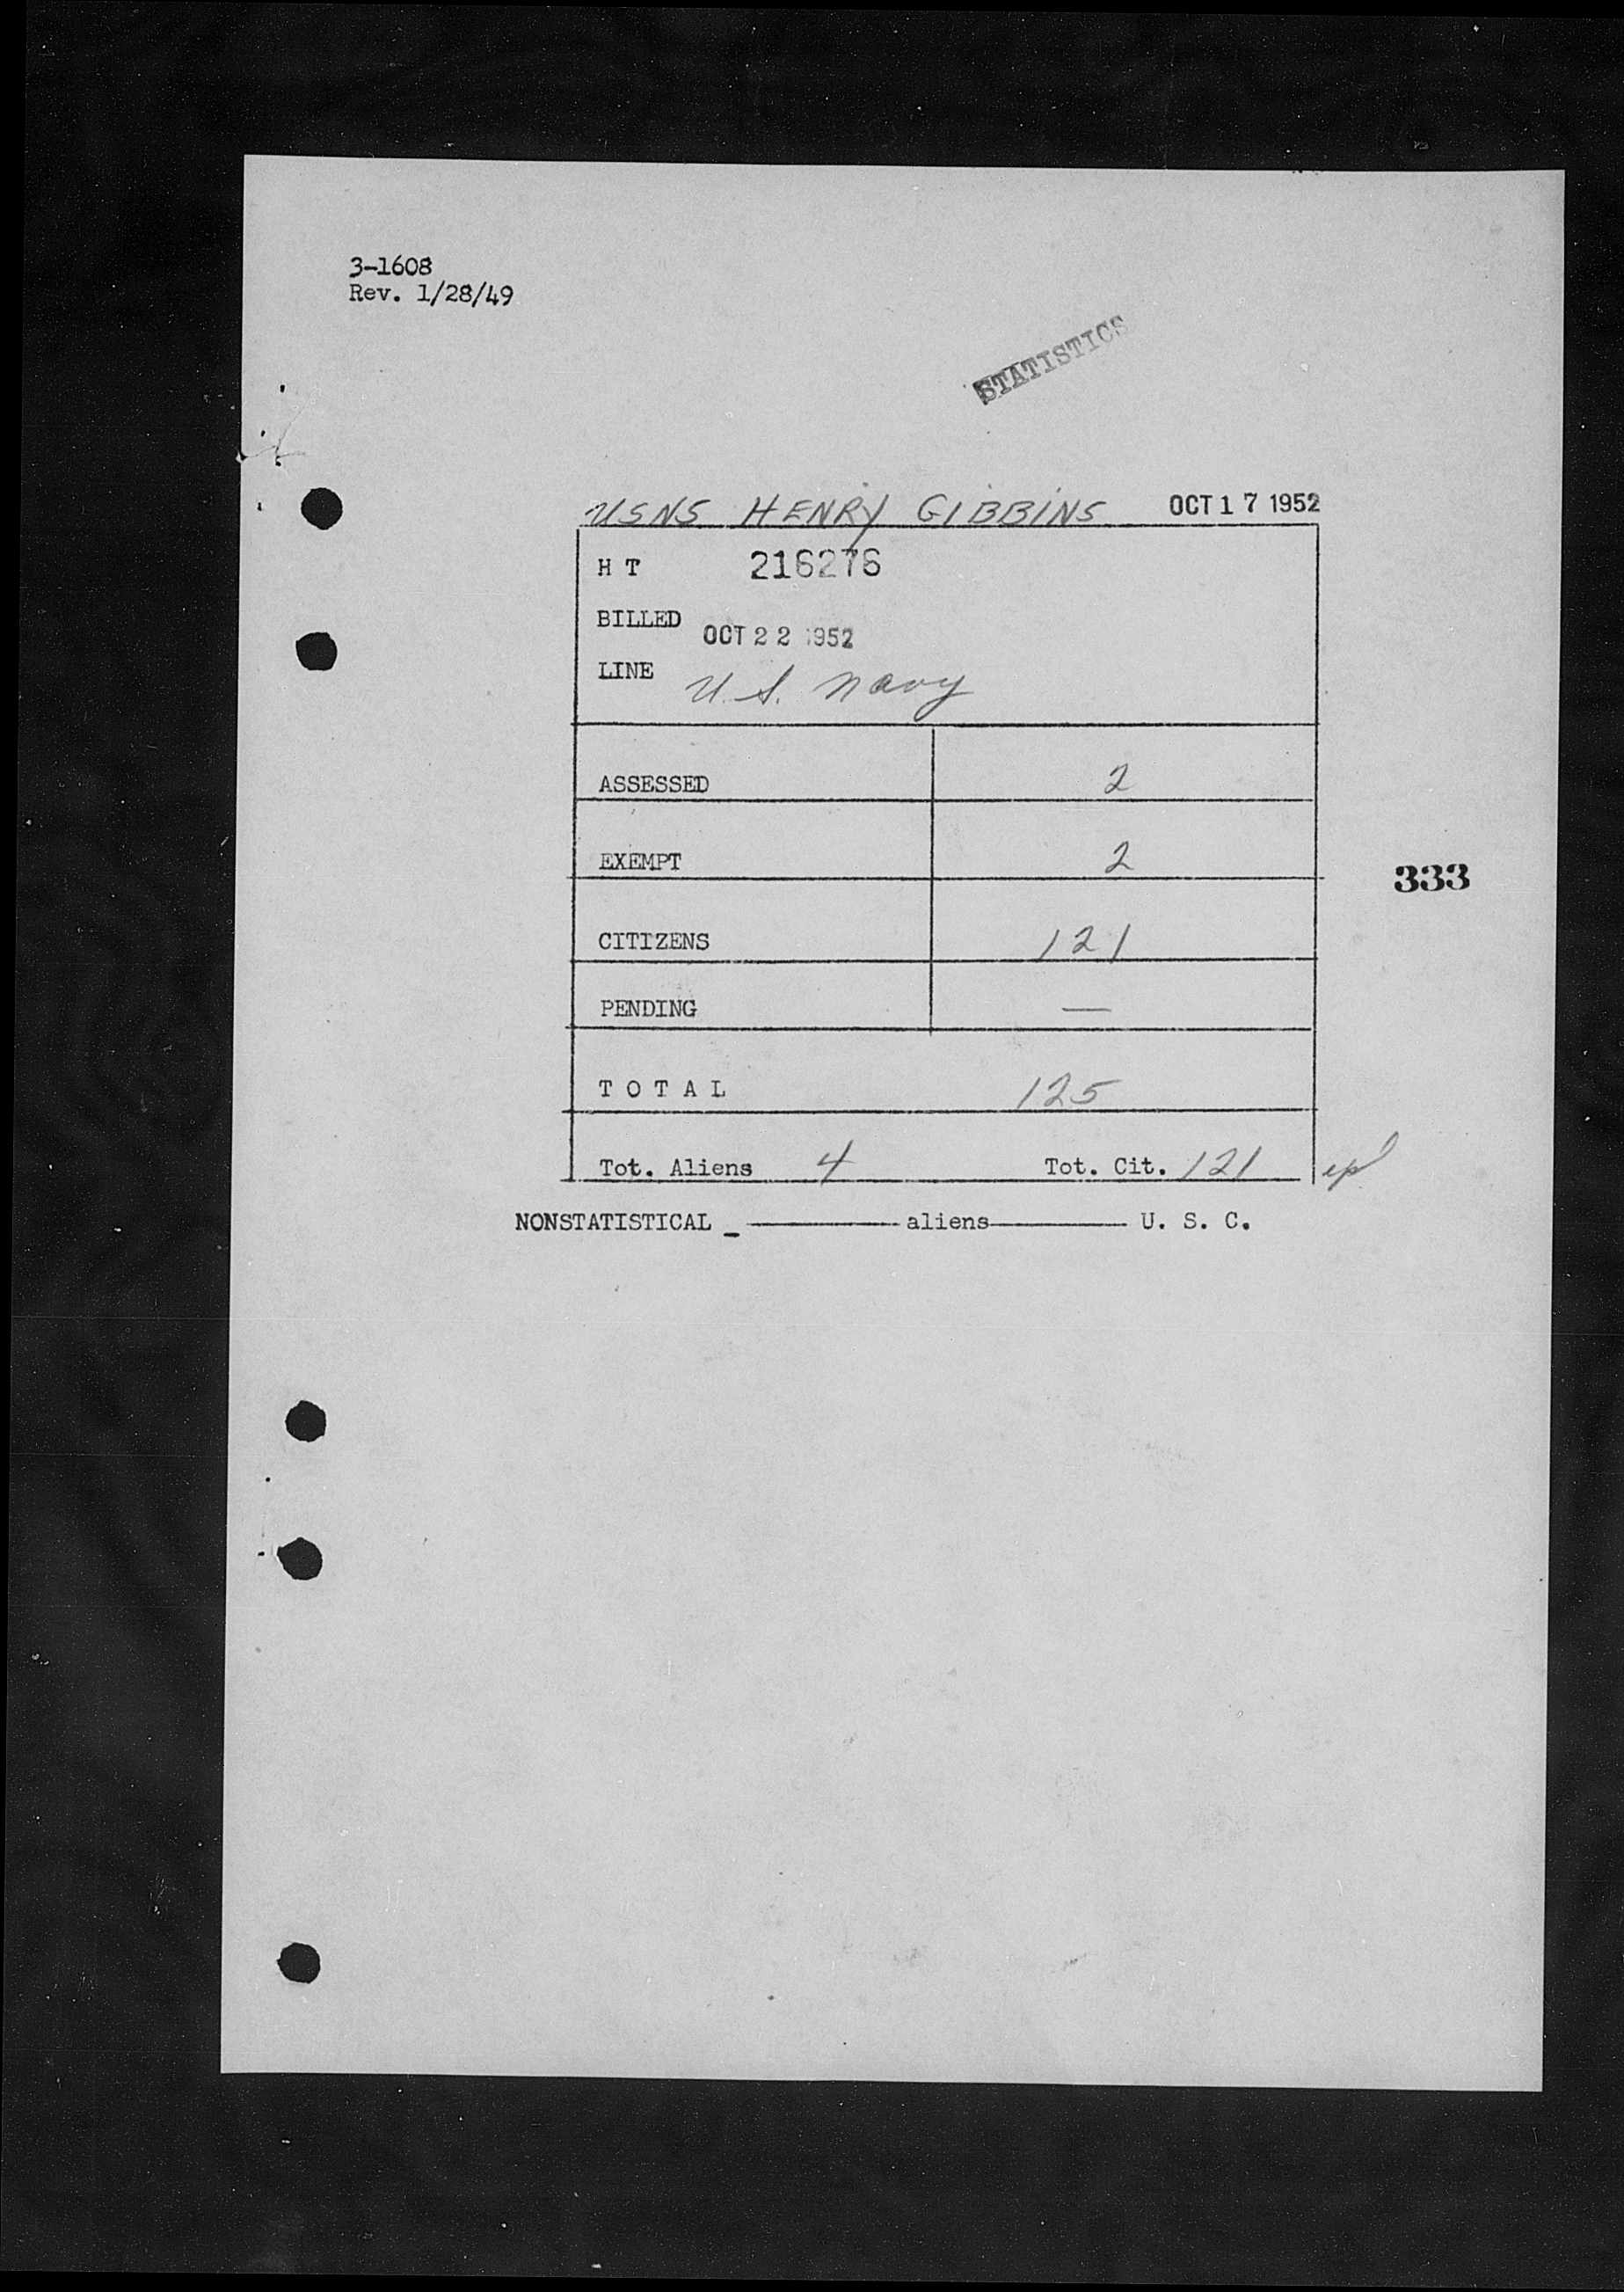 3-1608
Rev. 1/28/49
STATISTICS
USNS HENRY GIBBINS OCT 17 1952
H T 216276
BILLED OCT 22 1952
LINE U.S. Navy
ASSESSED 2
EXEMPT 2
333
CITIZENS 121
PENDING —
T O T A L 125
Tot. Aliens 4 Tot. Cit. 121
NONSTATISTICAL _ ———— aliens ———— U. S. C.